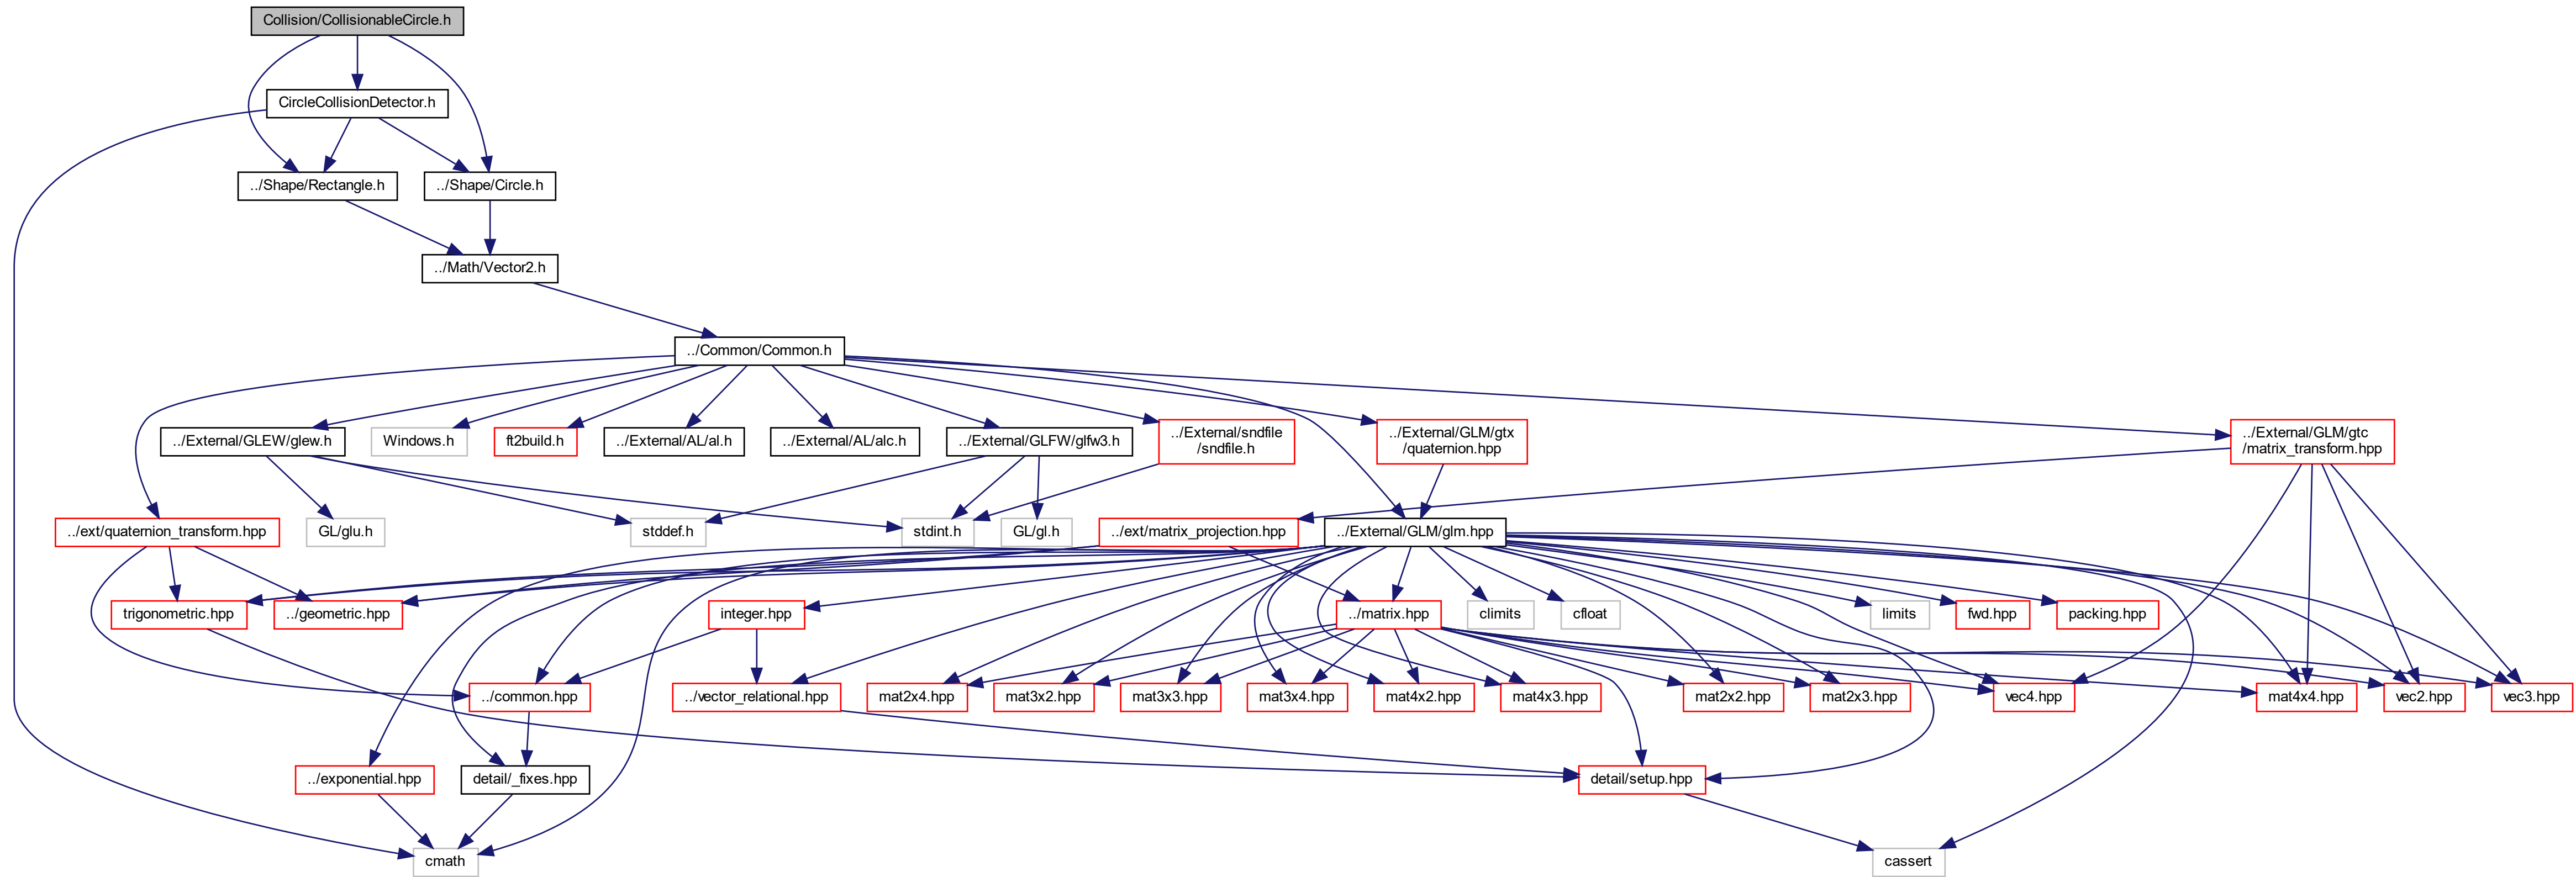 Collision/CollisionableCircle.h
CircleCollisionDetector.h
../Shape/Rectangle.h
../Shape/Circle.h
../Math/Vector2.h
../Common/Common.h
../External/GLEW/glew.h
Windows.h
ft2build.h
../External/AL/al.h
../External/AL/alc.h
../External/GLFW/glfw3.h
../External/sndfile
/sndfile.h
../External/GLM/gtx
/quaternion.hpp
../External/GLM/gtc
/matrix_transform.hpp
../ext/quaternion_transform.hpp
GL/glu.h
stddef.h
stdint.h
GL/gl.h
../ext/matrix_projection.hpp
../External/GLM/glm.hpp
trigonometric.hpp
../geometric.hpp
integer.hpp
../matrix.hpp
climits
cfloat
limits
fwd.hpp
packing.hpp
../common.hpp
../vector_relational.hpp
mat2x4.hpp
mat3x2.hpp
mat3x3.hpp
mat3x4.hpp
mat4x2.hpp
mat4x3.hpp
mat2x2.hpp
mat2x3.hpp
vec4.hpp
mat4x4.hpp
vec2.hpp
vec3.hpp
../exponential.hpp
detail/_fixes.hpp
detail/setup.hpp
cmath
cassert